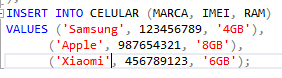 INSERT INTO CELULAR (MARCA, IMEI, RAM)
VALUES ('Samsung', 123456789, '4GB'),
('Apple', 987654321, '8GB'),
('Xiaomi', 456789123, '6GB');